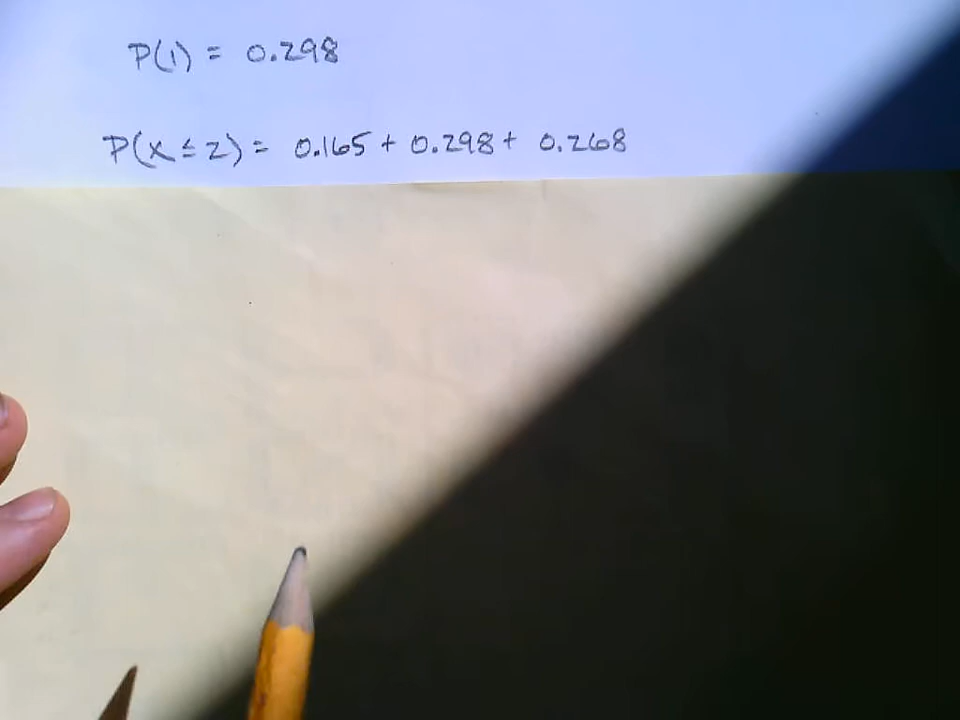 P(1) = 0.298
P(x ≤ 2) = 0.165 + 0.298 + 0.268